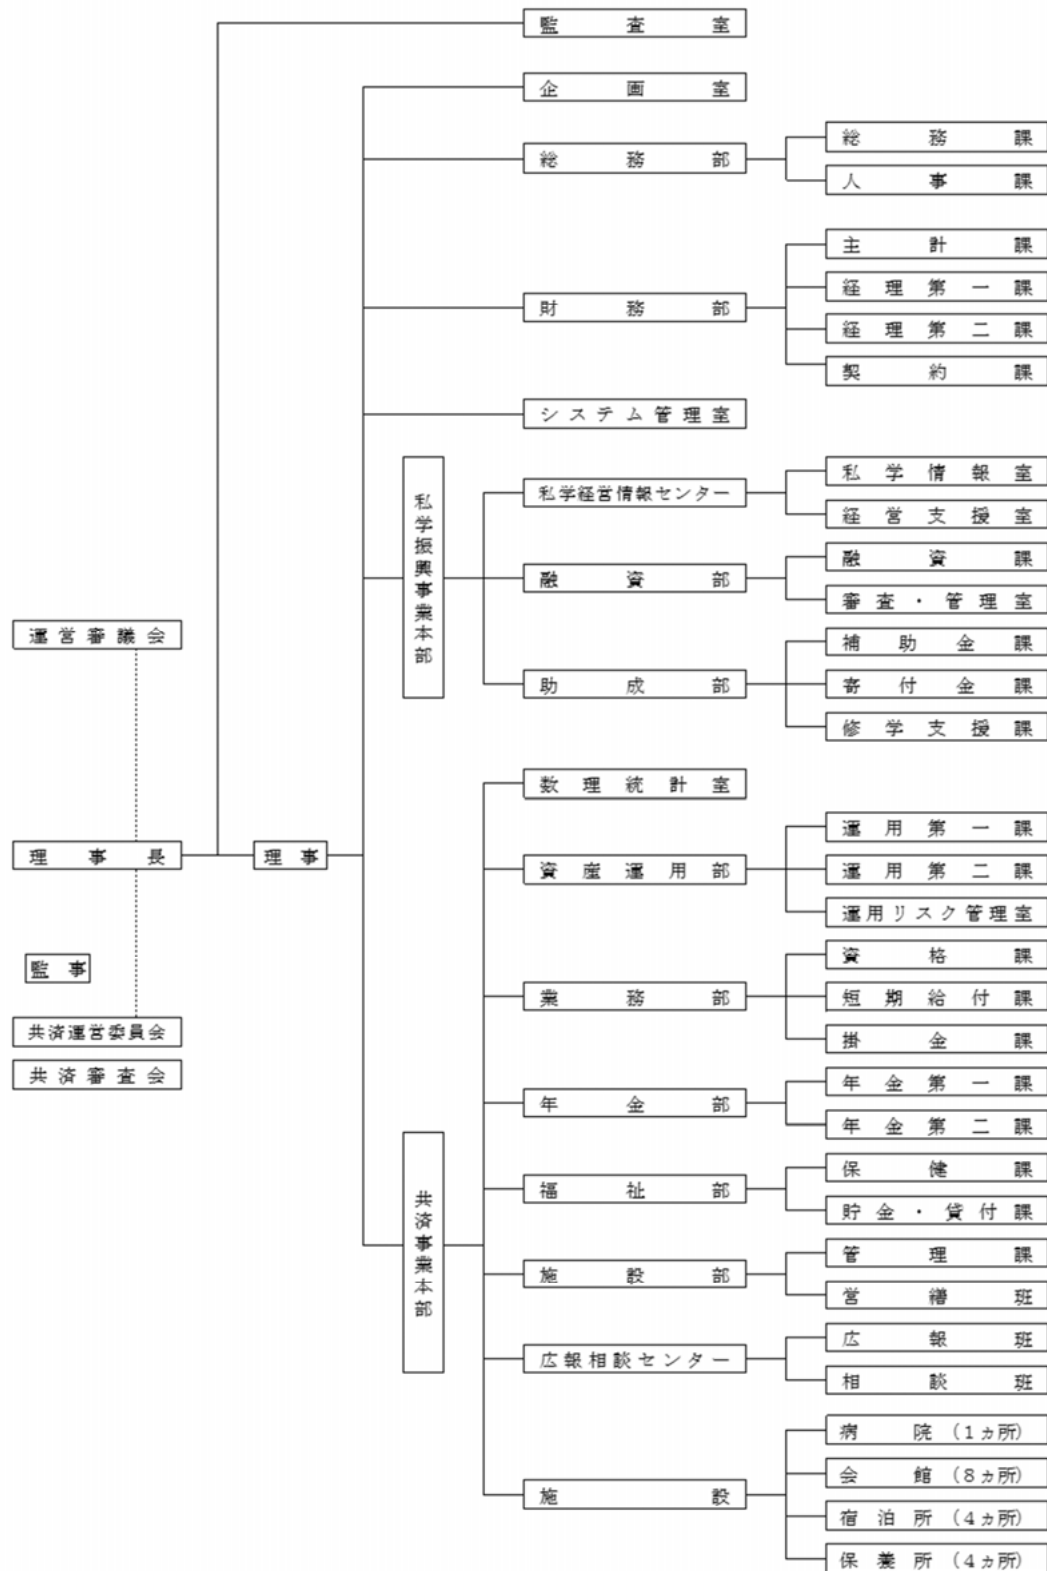 監査室
企画室
総務部
総務課
人事課
財務部
主計課
経理第一課
経理第二課
契約課
システム管理室
私学振興事業本部
私学経営情報センター
私学情報室
経営支援室
融資部
融資課
審査・管理室
助成部
補助金課
寄付金課
修学支援課
運営審議会
理事長
理事
監事
共済運営委員会
共済審査会
共済事業本部
数理統計室
資産運用部
運用第一課
運用第二課
運用リスク管理室
業務部
資格課
短期給付課
掛金課
年金部
年金第一課
年金第二課
福祉部
保健課
貯金・貸付課
施設部
管理課
営繕班
広報相談センター
広報班
相談班
施設
病院（1ヵ所）
会館（8ヵ所）
宿泊所（4ヵ所）
保養所（4ヵ所）